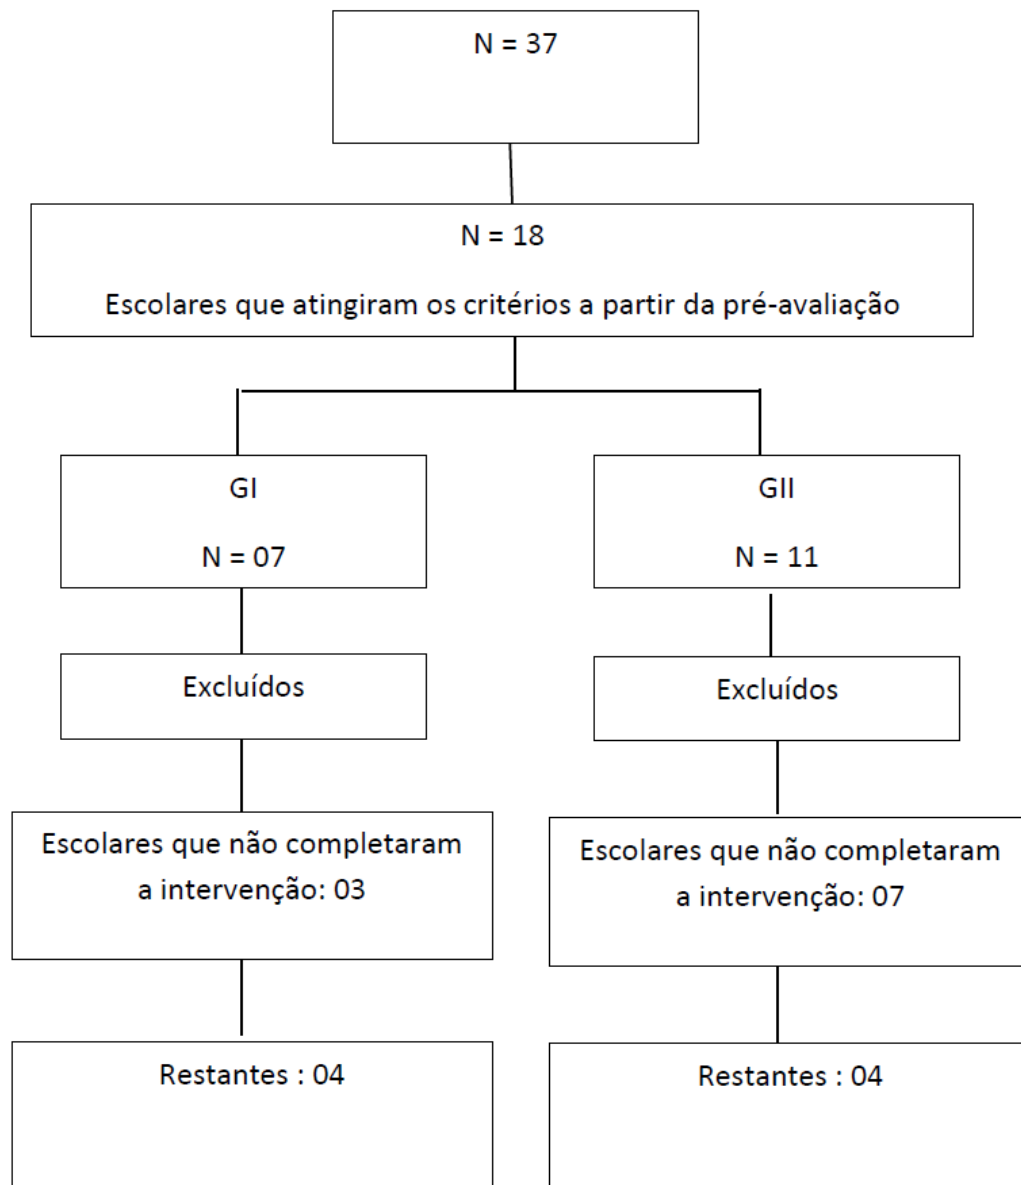 N = 37
N = 18
Escolares que atingiram os critérios a partir da pré-avaliação
GI
N = 07
GII
N = 11
Excluídos
Excluídos
Escolares que não completaram
a intervenção: 03
Escolares que não completaram
a intervenção: 07
Restantes : 04
Restantes : 04